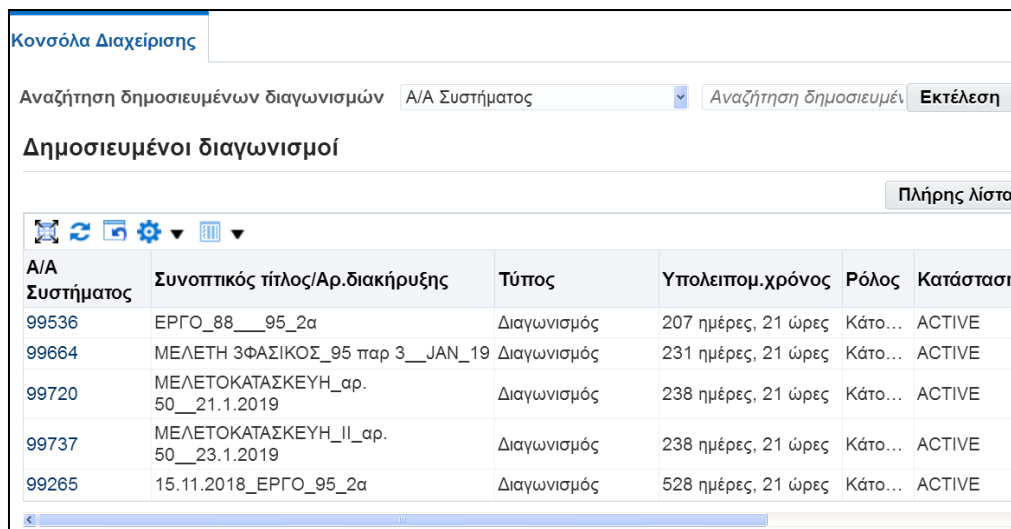 Κονσόλα Διαχείρισης
Αναζήτηση δημοσιευμένων διαγωνισμών Α/Α Συστήματος Αναζήτηση Εκτέλεση
Δημοσιευμένοι διαγωνισμοί
Πλήρης λίστα
Α/Α Συστήματος Συνοπτικός τίτλος/Αρ.διακήρυξης Τύπος Υπολειπομ.χρόνος Ρόλος Κατάσταση
99536 ΕΡΓΟ_88___95_2α Διαγωνισμός 207 ημέρες, 21 ώρες Κάτο... ACTIVE
99664 ΜΕΛΕΤΗ 3ΦΑΣΙΚΟΣ_95 παρ 3__JAN_19 Διαγωνισμός 231 ημέρες, 21 ώρες Κάτο... ACTIVE
99720 ΜΕΛΕΤΟΚΑΤΑΣΚΕΥΗ_αρ. 50__21.1.2019 Διαγωνισμός 238 ημέρες, 21 ώρες Κάτο... ACTIVE
99737 ΜΕΛΕΤΟΚΑΤΑΣΚΕΥΗ_ΙΙ_αρ. 50__23.1.2019 Διαγωνισμός 238 ημέρες, 21 ώρες Κάτο... ACTIVE
99265 15.11.2018_ΕΡΓΟ_95_2α Διαγωνισμός 528 ημέρες, 21 ώρες Κάτο... ACTIVE